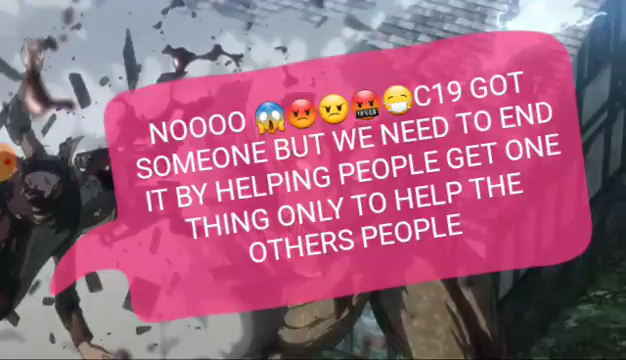 NOOOO 😱😡😠🤬😷C19 GOT
SOMEONE BUT WE NEED TO END
IT BY HELPING PEOPLE GET ONE
THING ONLY TO HELP THE
OTHERS PEOPLE